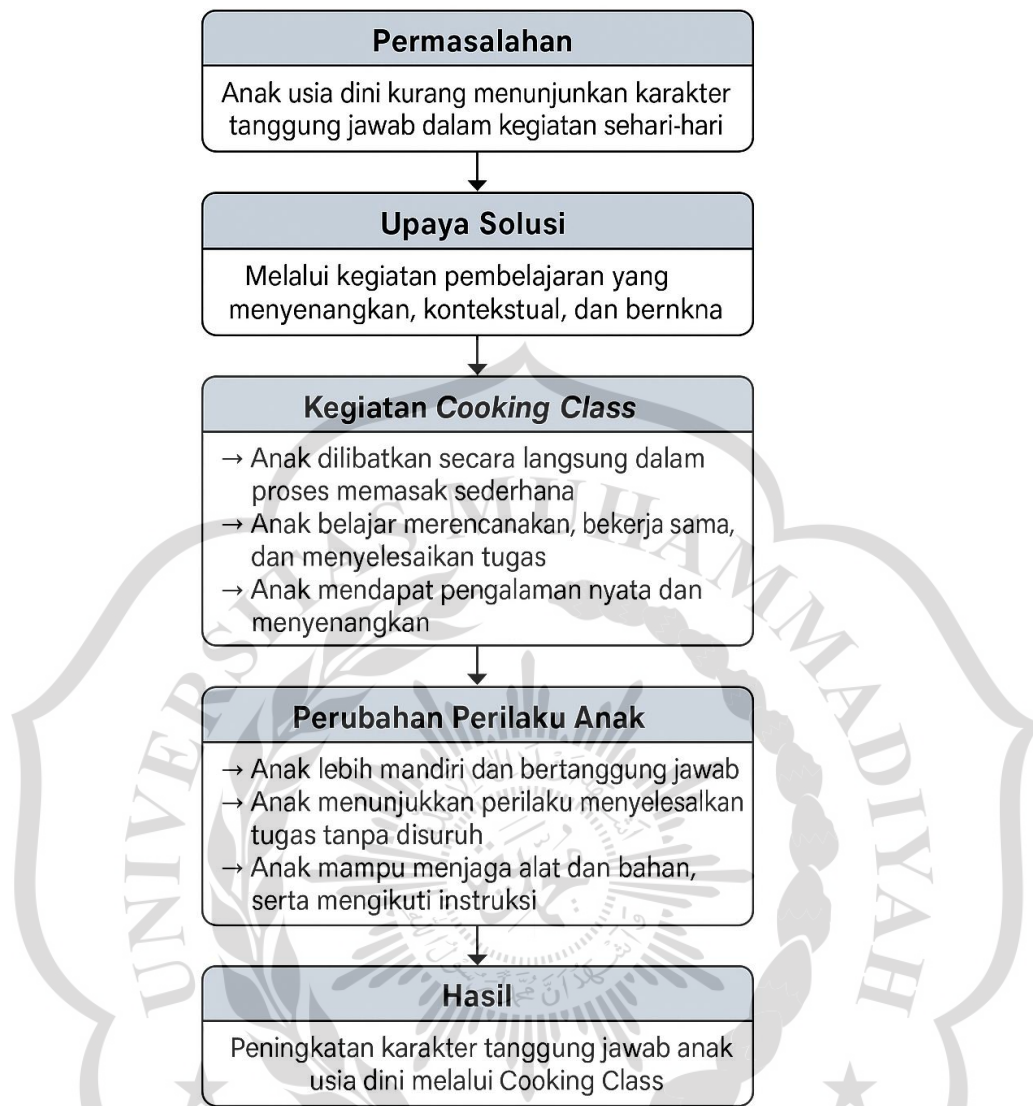 Permasalahan
Anak usia dini kurang menunjunkan karakter
tanggung jawab dalam kegiatan sehari-hari
Upaya Solusi
Melalui kegiatan pembelajaran yang
menyenangkan, kontekstual, dan bernkna
Kegiatan Cooking Class
→ Anak dilibatkan secara langsung dalam
proses memasak sederhana
→ Anak belajar merencanakan, bekerja sama,
dan menyelesaikan tugas
→ Anak mendapat pengalaman nyata dan
menyenangkan
Perubahan Perilaku Anak
→ Anak lebih mandiri dan bertanggung jawab
→ Anak menunjukkan perilaku menyelesalkan
tugas tanpa disuruh
→ Anak mampu menjaga alat dan bahan,
serta mengikuti instruksi
Hasil
Peningkatan karakter tanggung jawab anak
usia dini melalui Cooking Class
UNIVERSITAS MUHAMMADIYAH